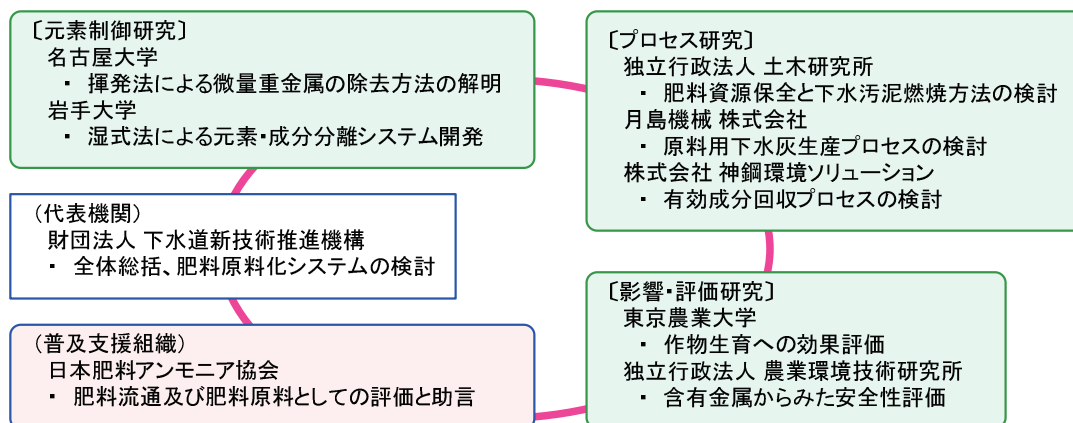 〔元素制御研究〕
名古屋大学
・ 揮発法による微量重金属の除去方法の解明
岩手大学
・ 湿式法による元素・成分分離システム開発
（代表機関）
財団法人 下水道新技術推進機構
・ 全体総括、肥料原料化システムの検討
（普及支援組織）
日本肥料アンモニア協会
・ 肥料流通及び肥料原料としての評価と助言
〔プロセス研究〕
独立行政法人 土木研究所
・ 肥料資源保全と下水汚泥燃焼方法の検討
月島機械 株式会社
・ 原料用下水灰生産プロセスの検討
株式会社 神鋼環境ソリューション
・ 有効成分回収プロセスの検討
〔影響・評価研究〕
東京農業大学
・ 作物生育への効果評価
独立行政法人 農業環境技術研究所
・ 含有金属からみた安全性評価